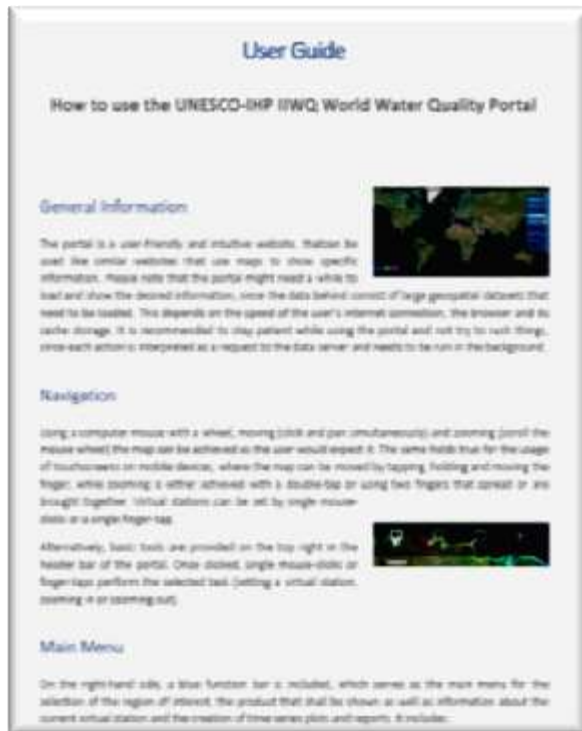 User Guide
How to use the UNESCO-IHP IIWQ World Water Quality Portal
General Information
The portal is a user-friendly and intuitive website, that can be
used like similar websites that use maps to show specific
information. Please note that the portal might need a while to
load and show the desired information, since the data behind consist of large geospatial datasets that
need to be loaded. This depends on the speed of the user's internet connection, the browser and its
cache storage. It is recommended to stay patient while using the portal and not try to rush things,
since each action is interpreted as a request to the data server and needs to be run in the background.
Navigation
Using a computer mouse with a wheel, moving (click and pan simultaneously) and zooming (scroll the
mouse wheel) the map can be achieved as the user would expect it. The same holds true for the usage
of touchscreens on mobile devices, where the map can be moved by tapping, holding and moving the
finger, while zooming is either achieved with a double-tap or using two fingers that spread or are
brought together. Virtual stations can be set by single mouse-
clicks or a single finger-tap.
Alternatively, basic tools are provided on the top right in the
header bar of the portal. Once clicked, single mouse-clicks or
finger-taps perform the selected task (setting a virtual station,
zooming in or zooming out).
Main Menu
On the right-hand side, a blue function bar is included, which serves as the main menu for the
selection of the region of interest, the product that shall be shown as well as information about the
current virtual station and the creation of time series plots and reports. It includes: